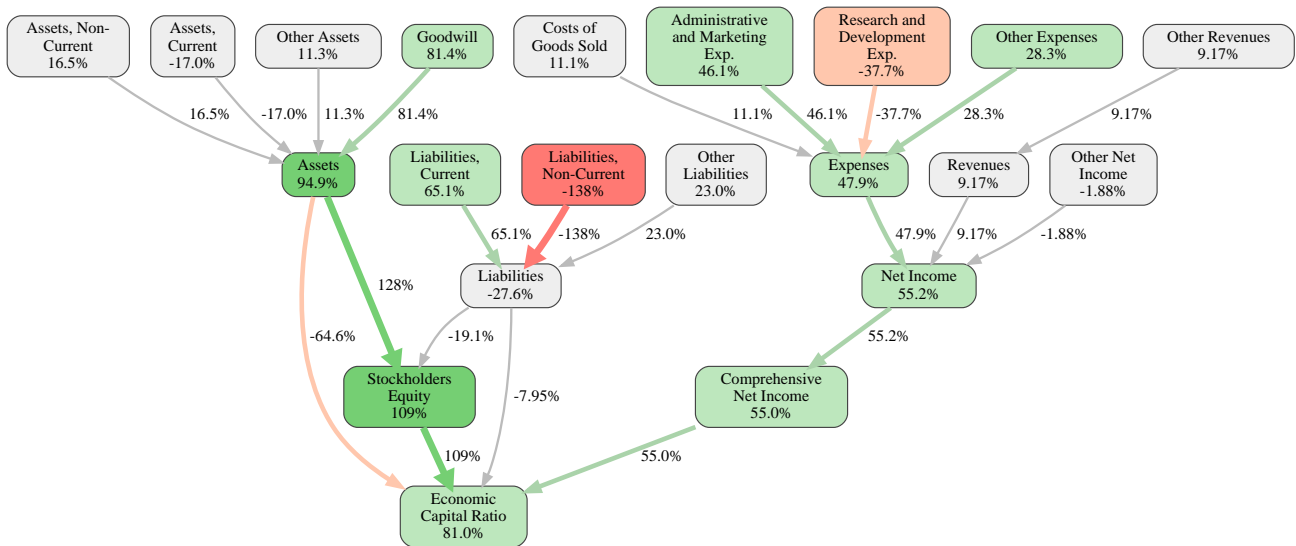 Assets, Non-
Current
16.5%
Assets,
Current
-17.0%
Other Assets
11.3%
Goodwill
81.4%
Costs of
Goods Sold
11.1%
Administrative
and Marketing
Exp.
46.1%
Research and
Development
Exp.
-37.7%
Other Expenses
28.3%
Other Revenues
9.17%
16.5%
-17.0%
11.3%
81.4%
11.1%
46.1%
-37.7%
28.3%
9.17%
Assets
94.9%
Liabilities,
Current
65.1%
Liabilities,
Non-Current
-138%
Other
Liabilities
23.0%
Expenses
47.9%
Revenues
9.17%
Other Net
Income
-1.88%
65.1%
-138%
23.0%
47.9%
9.17%
-1.88%
128%
Liabilities
-27.6%
Net Income
55.2%
-64.6%
-19.1%
-7.95%
55.2%
Stockholders
Equity
109%
Comprehensive
Net Income
55.0%
109%
55.0%
Economic
Capital Ratio
81.0%